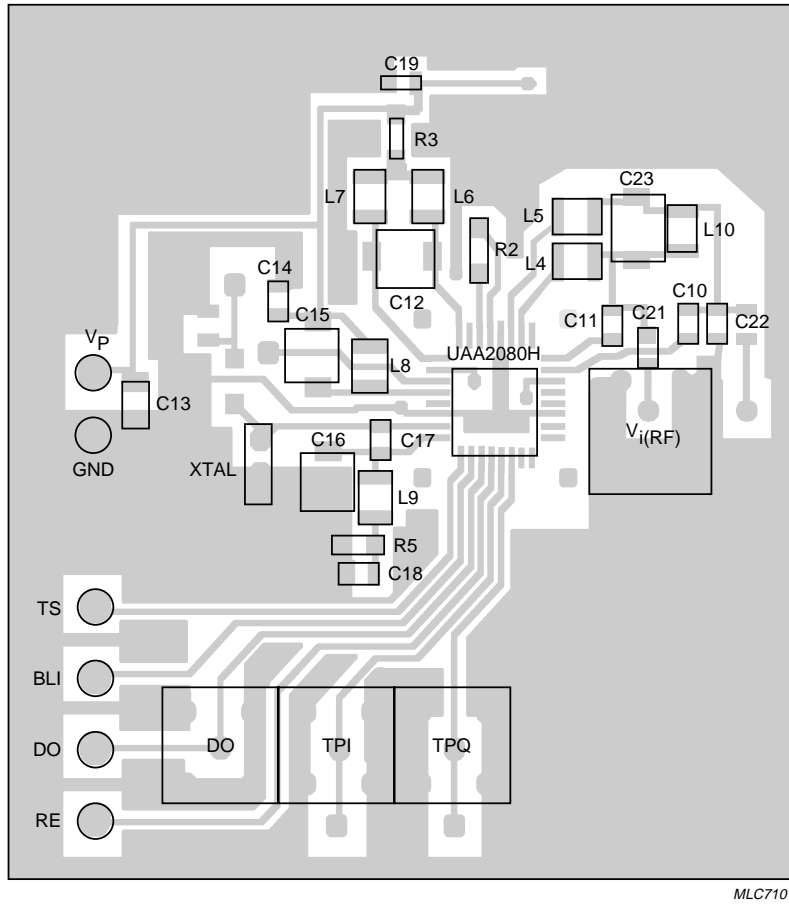 C19
R3
C23
L7
L6
L5
L10
R2
L4
C14
C12
C15
C11
C21
C10
C22
VP
UAA2080H
L8
C13
Vi(RF)
C16
C17
GND
XTAL
L9
R5
C18
TS
BLI
DO
DO
TPI
TPQ
RE
MLC710